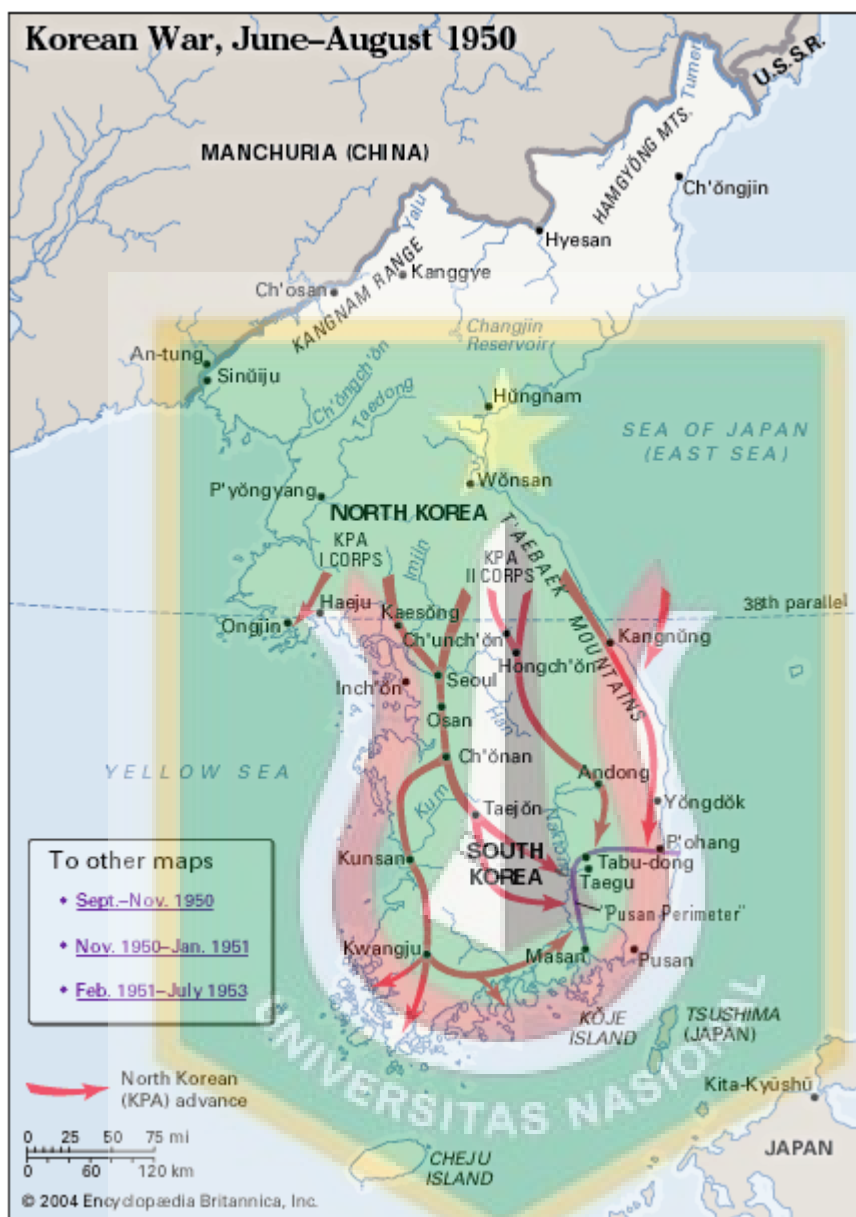 Korean War, June–August 1950
U.S.S.R.
Tumen
MANCHURIA (CHINA)
HAMGYŎNG MTS.
Ch'ŏngjin
Yalu
Hyesan
Kanggye
KANGNAM RANGE
Ch'osan
Changjin
Reservoir
An-tung
Sinŭiju
Ch'ŏngch'ŏn
Taedong
Hŭngnam
SEA OF JAPAN
(EAST SEA)
Wŏnsan
P'yŏngyang
NORTH KOREA
T'AEBAEK MOUNTAINS
KPA
I CORPS
Imjin
KPA
II CORPS
38th parallel
Haeju
Kaesŏng
Ongjin
Ch'unch'ŏn
Kangnŭng
Hongch'ŏn
Seoul
Inch'ŏn
Osan
Han
Ch'ŏnan
YELLOW SEA
Andong
Kum
Taejŏn
Naktong
Yŏngdŏk
P'ohang
To other maps
• Sept.–Nov. 1950
• Nov. 1950–Jan. 1951
• Feb. 1951–July 1953
Kunsan
SOUTH
KOREA
Tabu-dong
Taegu
"Pusan Perimeter"
Kwangju
Masan
Pusan
KŎJE
ISLAND
TSUSHIMA
(JAPAN)
UNIVERSITAS NASIONAL
North Korean
(KPA) advance
Kita-Kyūshū
0 25 50 75 mi
0 60 120 km
CHEJU
ISLAND
JAPAN
© 2004 Encyclopædia Britannica, Inc.